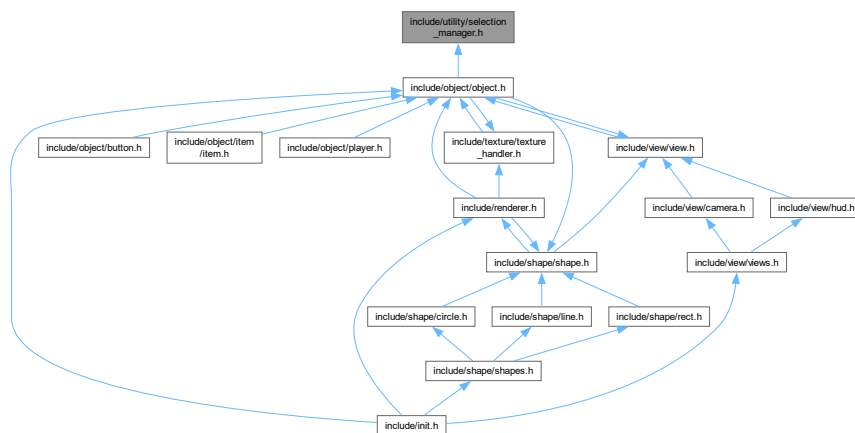 include/utility/selection
_manager.h
include/object/object.h
include/object/button.h
include/object/item
/item.h
include/object/player.h
include/texture/texture
_handler.h
include/view/view.h
include/renderer.h
include/view/camera.h
include/view/hud.h
include/shape/shape.h
include/view/views.h
include/shape/circle.h
include/shape/line.h
include/shape/rect.h
include/shape/shapes.h
include/init.h